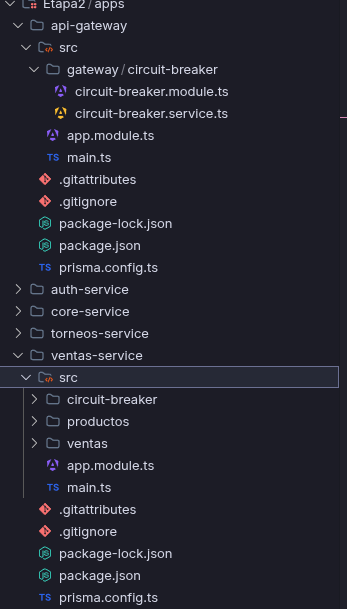 Etapa2 / apps
api-gateway
src
gateway / circuit-breaker
circuit-breaker.module.ts
circuit-breaker.service.ts
app.module.ts
TS main.ts
.gitattributes
.gitignore
package-lock.json
package.json
TS prisma.config.ts
auth-service
core-service
torneos-service
ventas-service
src
circuit-breaker
productos
ventas
app.module.ts
TS main.ts
.gitattributes
.gitignore
package-lock.json
package.json
TS prisma.config.ts